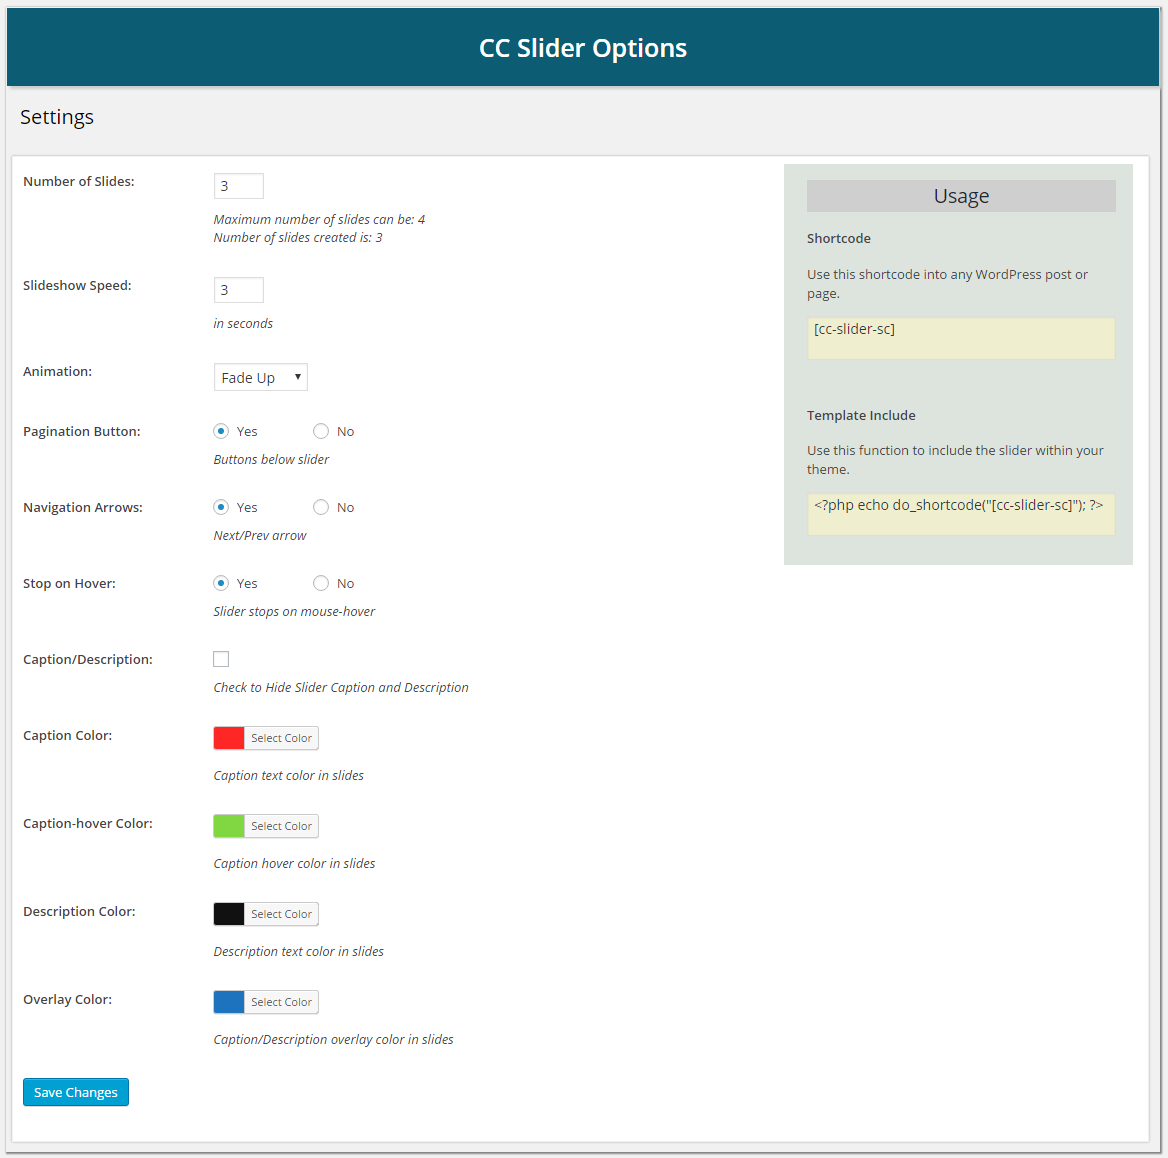 CC Slider Options
Settings
Number of Slides:
3
Maximum number of slides can be: 4
Number of slides created is: 3
Slideshow Speed:
3
in seconds
Animation:
Fade Up
Pagination Button:
Yes No
Buttons below slider
Navigation Arrows:
Yes No
Next/Prev arrow
Stop on Hover:
Yes No
Slider stops on mouse-hover
Caption/Description:
Check to Hide Slider Caption and Description
Caption Color:
Select Color
Caption text color in slides
Caption-hover Color:
Select Color
Caption hover color in slides
Description Color:
Select Color
Description text color in slides
Overlay Color:
Select Color
Caption/Description overlay color in slides
Save Changes
Usage
Shortcode
Use this shortcode into any WordPress post or
page.
[cc-slider-sc]
Template Include
Use this function to include the slider within your
theme.
<?php echo do_shortcode("[cc-slider-sc]"); ?>